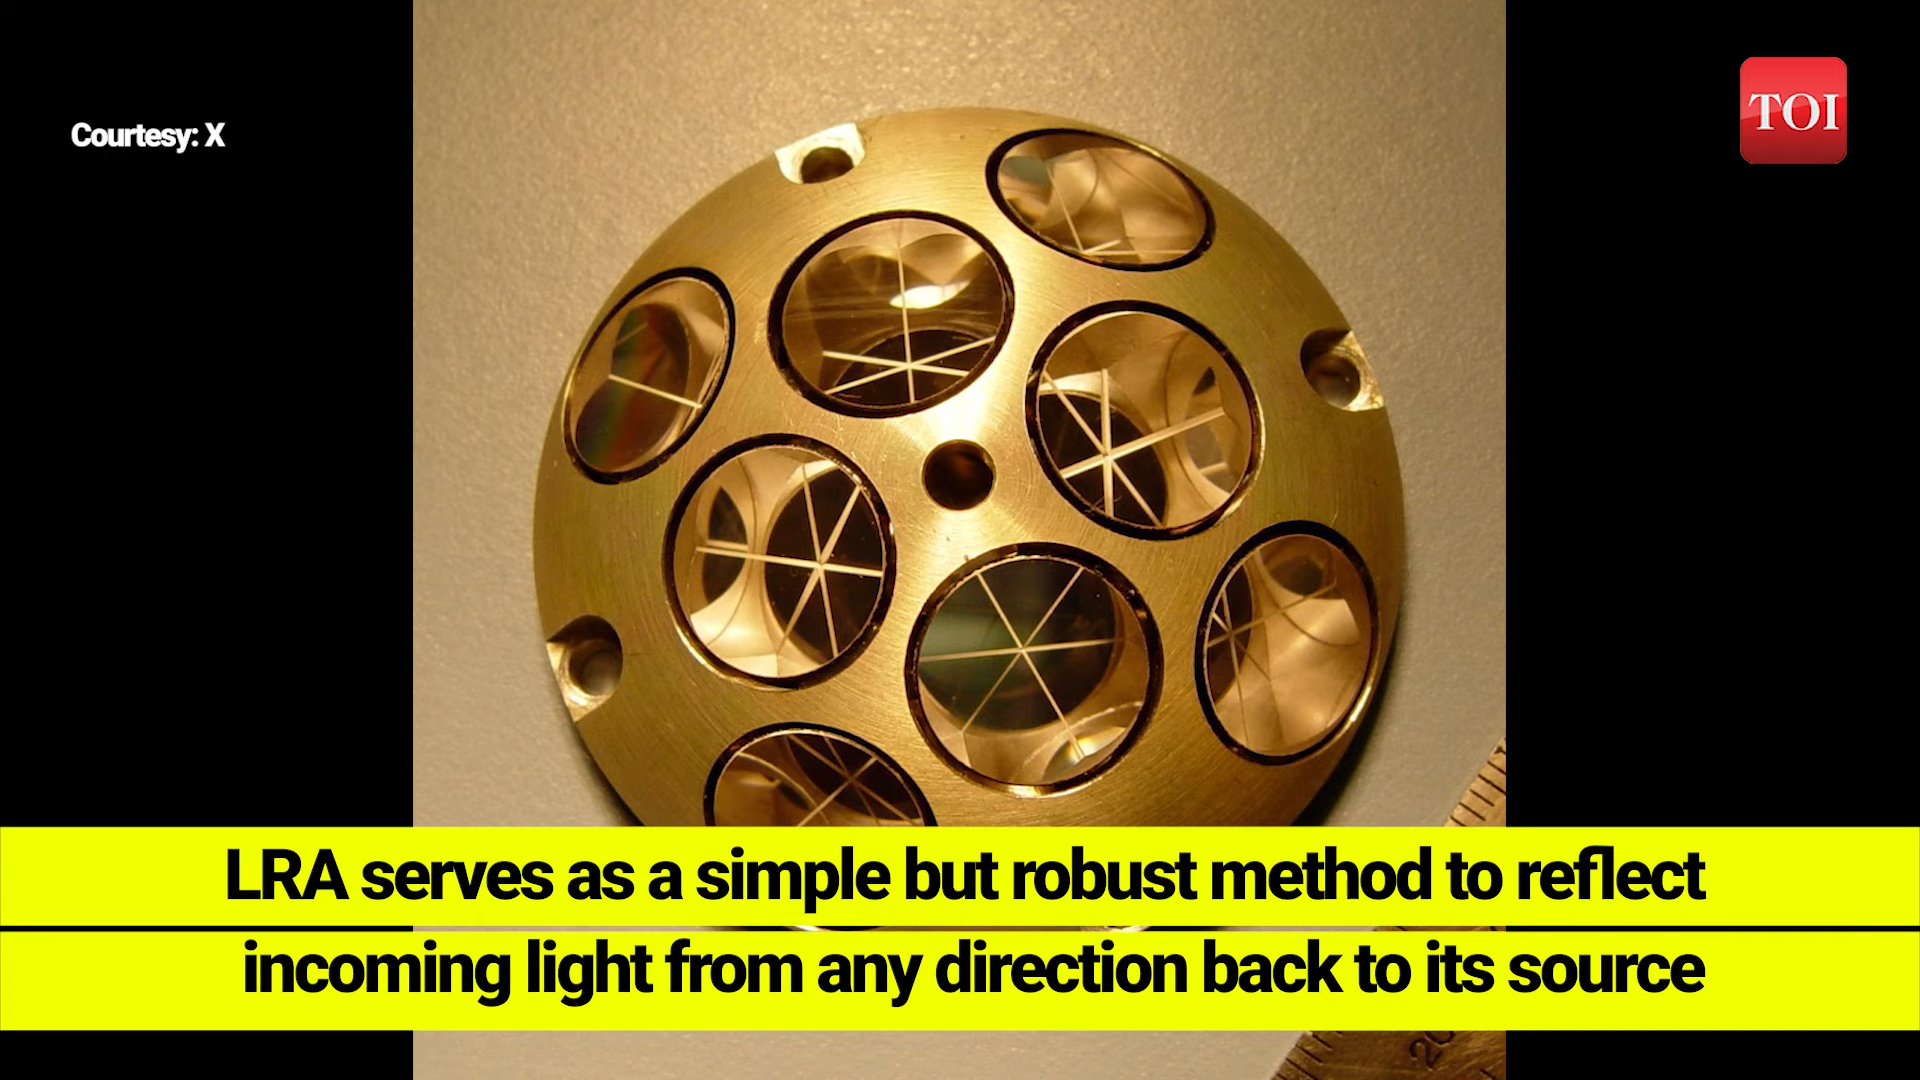 Courtesy: X
TOI
LRA serves as a simple but robust method to reflect
incoming light from any direction back to its source
20